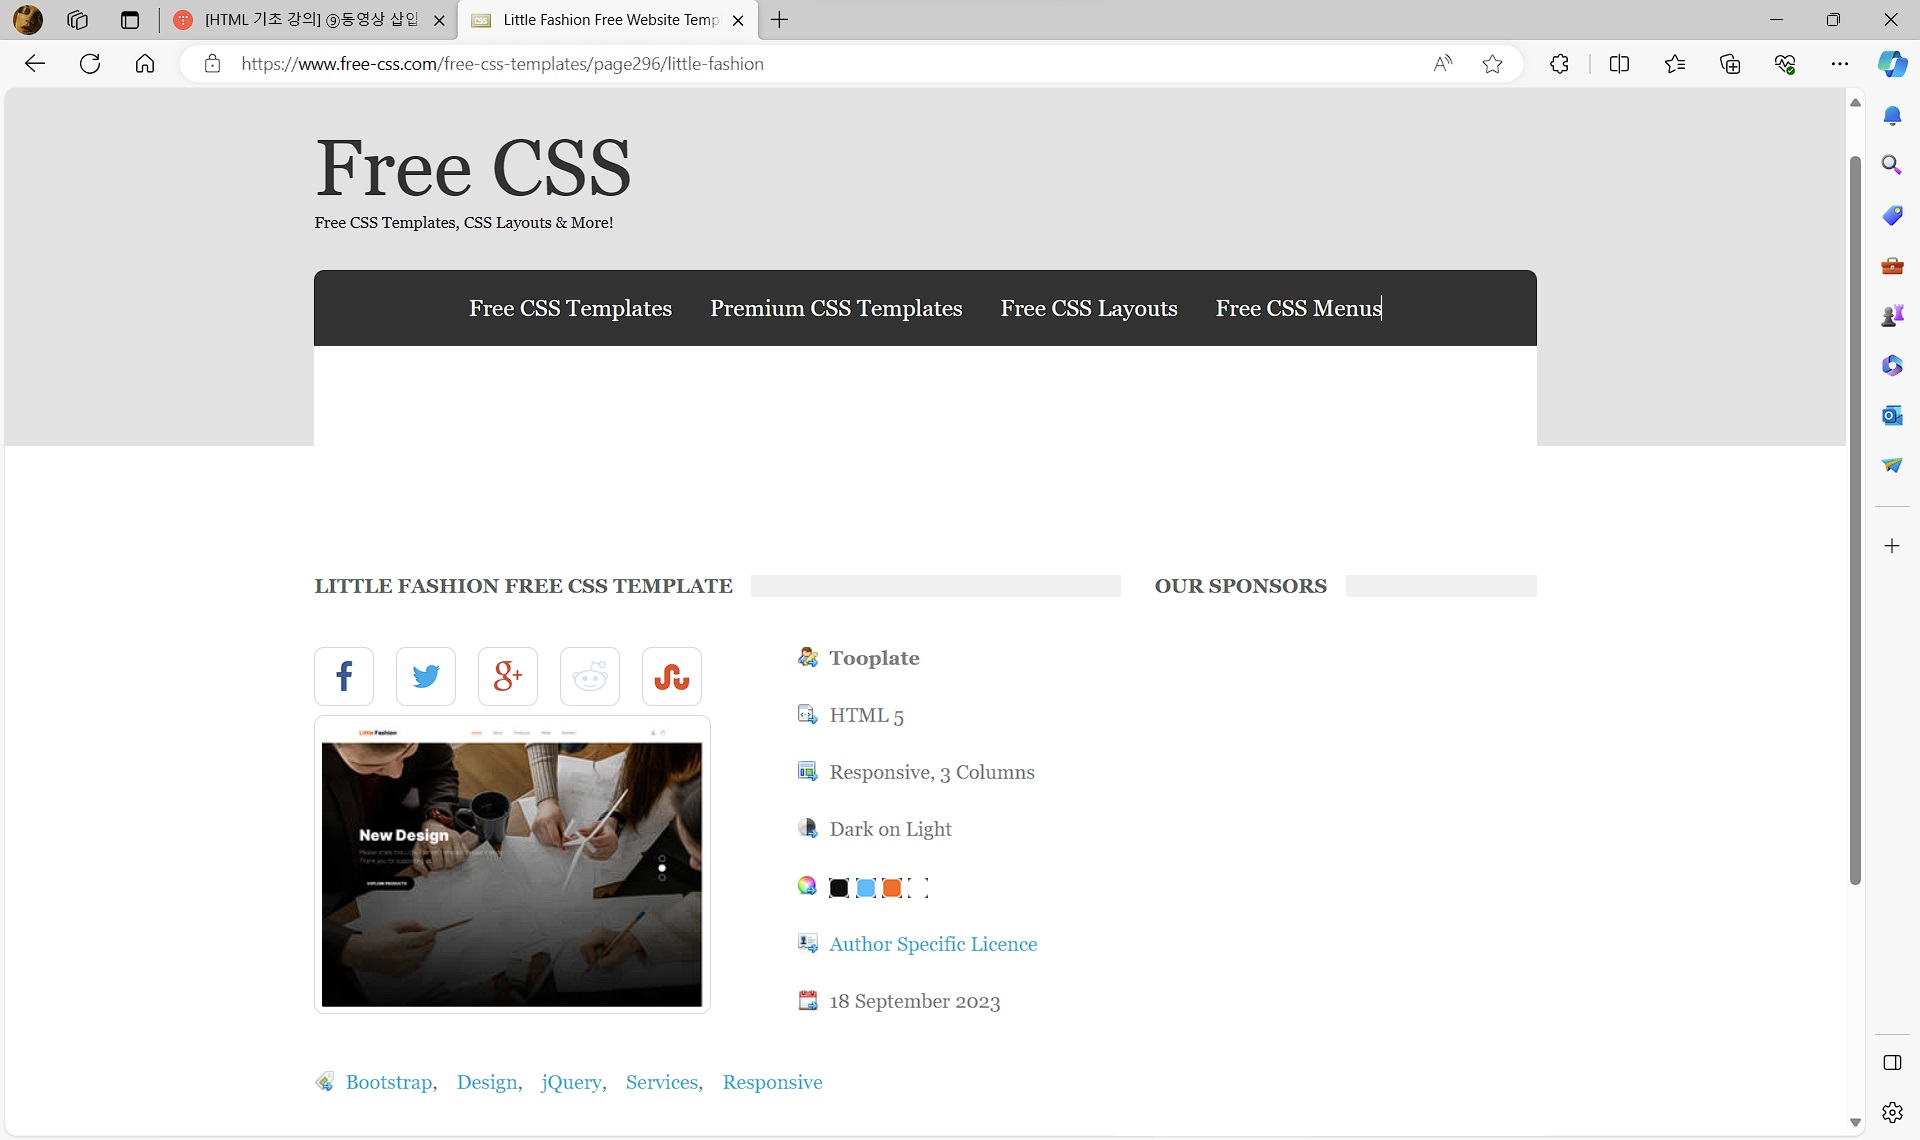 [HTML 기초 강의] ⑨동영상 삽입
Little Fashion Free Website Temp
https://www.free-css.com/free-css-templates/page296/little-fashion
Free CSS
Free CSS Templates, CSS Layouts & More!
Free CSS Templates Premium CSS Templates Free CSS Layouts Free CSS Menus
LITTLE FASHION FREE CSS TEMPLATE
OUR SPONSORS
Little Fashion
New Design
EXPLORE PRODUCTS
Tooplate
HTML 5
Responsive, 3 Columns
Dark on Light
Author Specific Licence
18 September 2023
Bootstrap, Design, jQuery, Services, Responsive